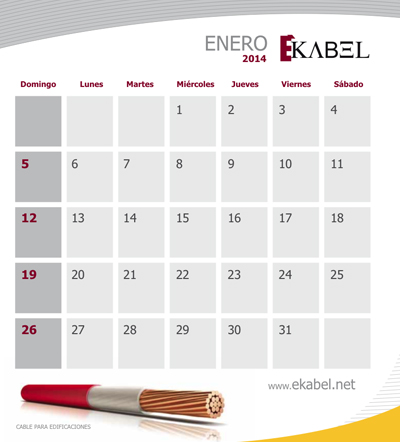 ENERO
2014
EKABEL
Domingo Lunes Martes Miércoles Jueves Viernes Sábado
1 2 3 4
5 6 7 8 9 10 11
12 13 14 15 16 17 18
19 20 21 22 23 24 25
26 27 28 29 30 31
www.ekabel.net
CABLE PARA EDIFICACIONES